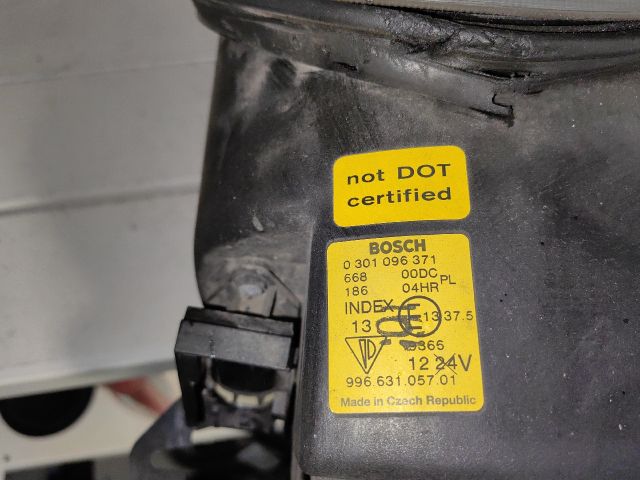 not DOT
certified
BOSCH
0 301 096 371
668 00DC PL
186 04HR
INDEX
13 E 13 37.5
9366
12 24V
996.631.057.01
Made in Czech Republic